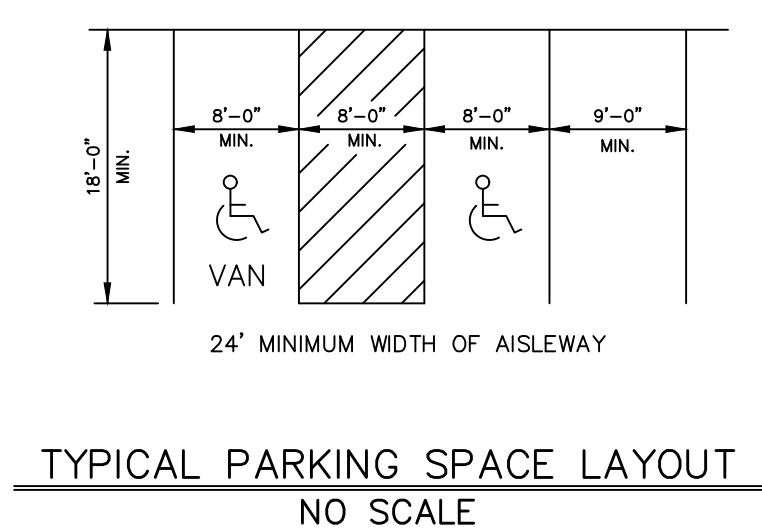 8'-0" 8'-0" 8'-0" 9'-0"
MIN. MIN. MIN. MIN.
18'-0"
MIN.
VAN
24' MINIMUM WIDTH OF AISLEWAY
TYPICAL PARKING SPACE LAYOUT
NO SCALE